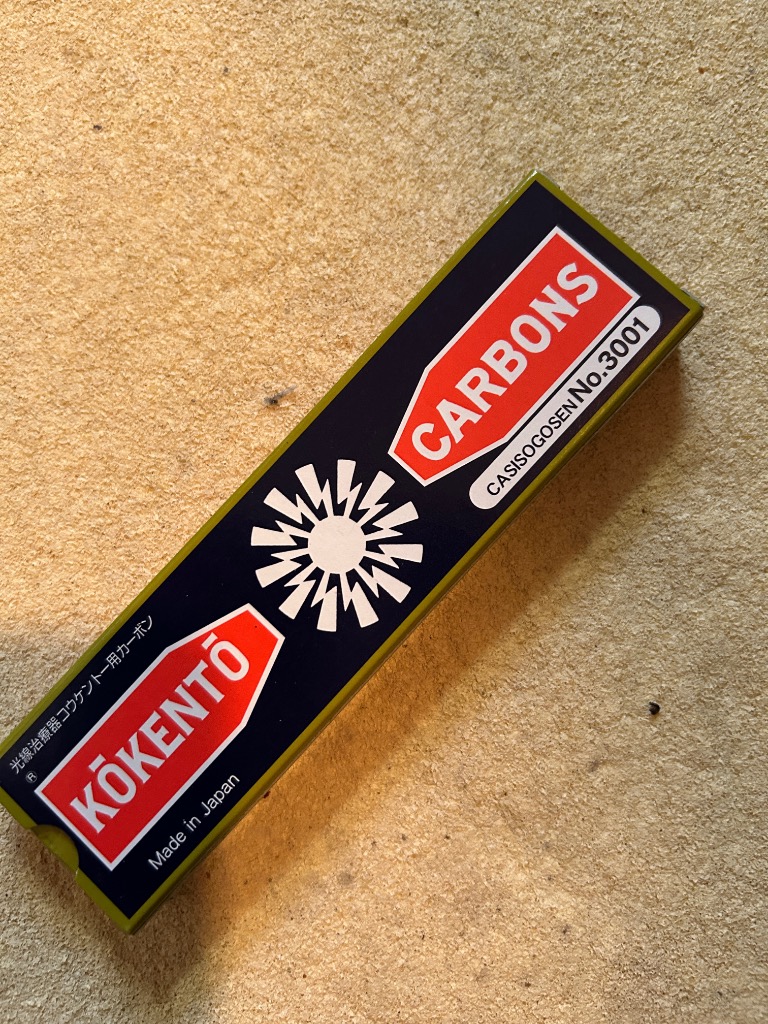 光線治療器コウケントー用カーボン
®
KŌKENTŌ
Made in Japan
CARBONS
CASISOGOSEN No.3001